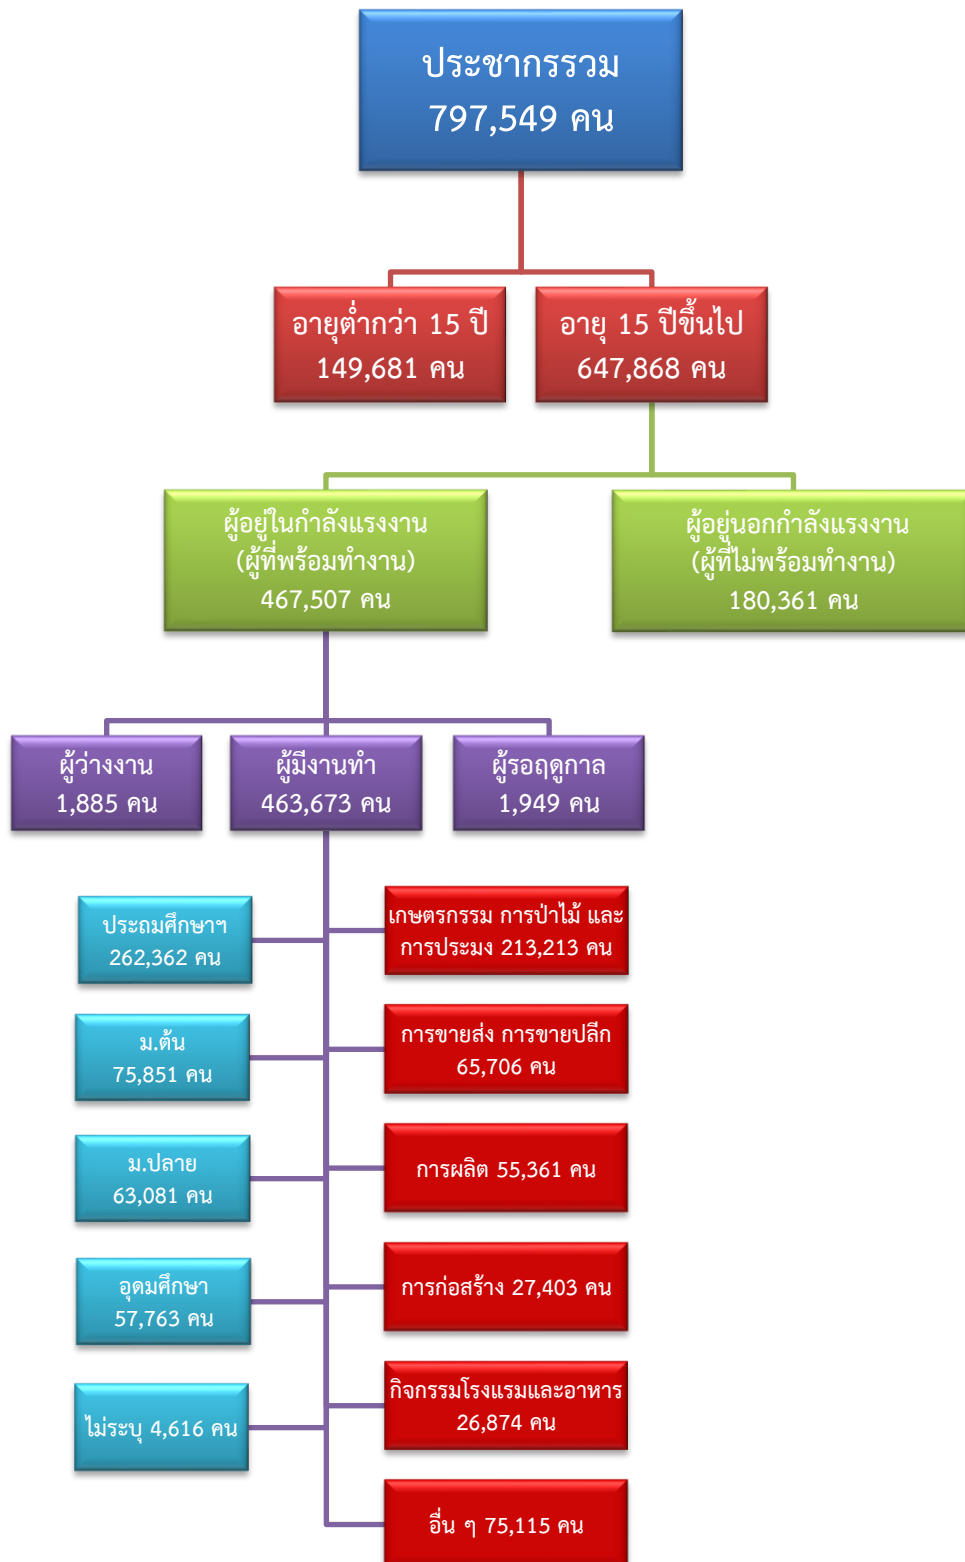 ประชากรรวม
797,549 คน
อายุต่ำกว่า 15 ปี
149,681 คน
อายุ 15 ปีขึ้นไป
647,868 คน
ผู้อยู่ในกำลังแรงงาน
(ผู้ที่พร้อมทำงาน)
467,507 คน
ผู้อยู่นอกกำลังแรงงาน
(ผู้ที่ไม่พร้อมทำงาน)
180,361 คน
ผู้ว่างงาน
1,885 คน
ผู้มีงานทำ
463,673 คน
ผู้รอฤดูกาล
1,949 คน
ประถมศึกษาฯ
262,362 คน
ม.ต้น
75,851 คน
ม.ปลาย
63,081 คน
อุดมศึกษา
57,763 คน
ไม่ระบุ 4,616 คน
เกษตรกรรม การป่าไม้ และ
การประมง 213,213 คน
การขายส่ง การขายปลีก
65,706 คน
การผลิต 55,361 คน
การก่อสร้าง 27,403 คน
กิจกรรมโรงแรมและอาหาร
26,874 คน
อื่น ๆ 75,115 คน